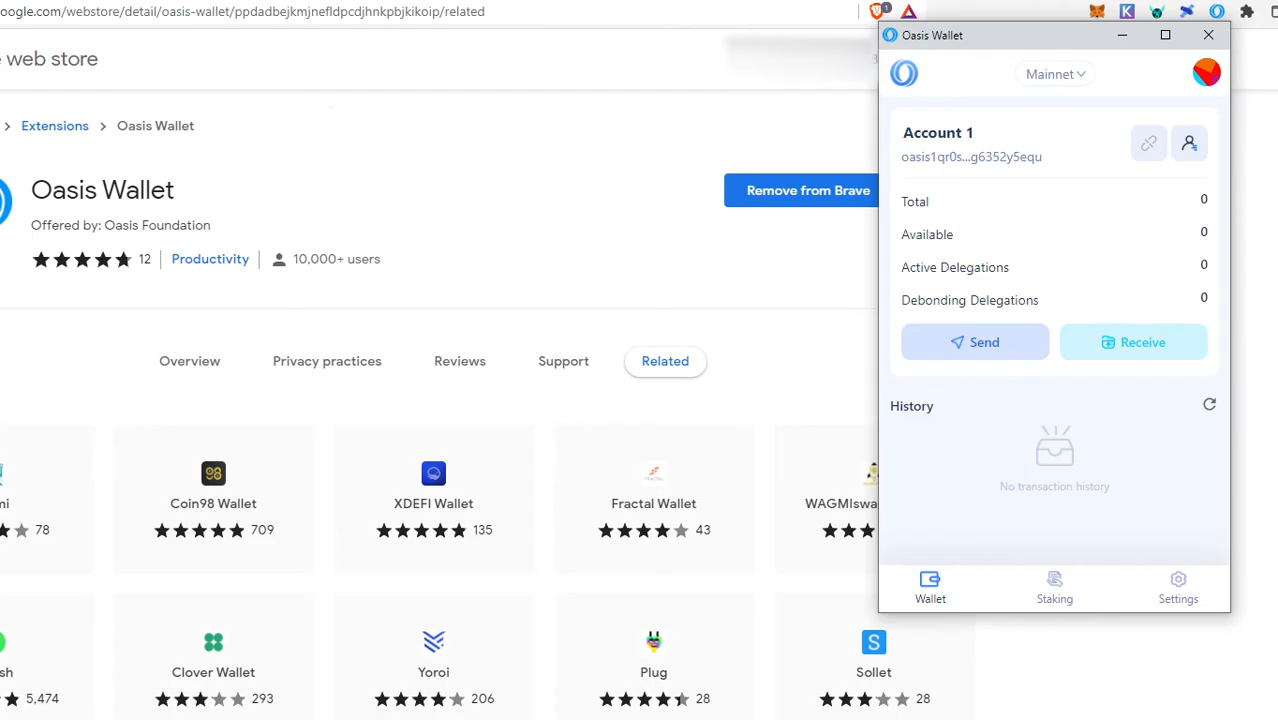 oogle.com/webstore/detail/oasis-wallet/ppdadbejkmjnefldpcdjhnkpbjkikoip/related
1
K
Oasis Wallet
e web store
Mainnet
Extensions
Oasis Wallet
Account 1
oasis1qr0s...g6352y5equ
Oasis Wallet
Remove from Brave
Total 0
Offered by: Oasis Foundation
Available 0
12
Productivity
10,000+ users
Active Delegations 0
Debonding Delegations 0
Send
Receive
Overview
Privacy practices
Reviews
Support
Related
History
No transaction history
98
mi
Coin98 Wallet
XDEFI Wallet
FRACTAL
Fractal Wallet
WAGMIswa
78
709
135
43
Wallet
Staking
Settings
S
sh
Clover Wallet
Yoroi
Plug
Sollet
5,474
293
206
28
28